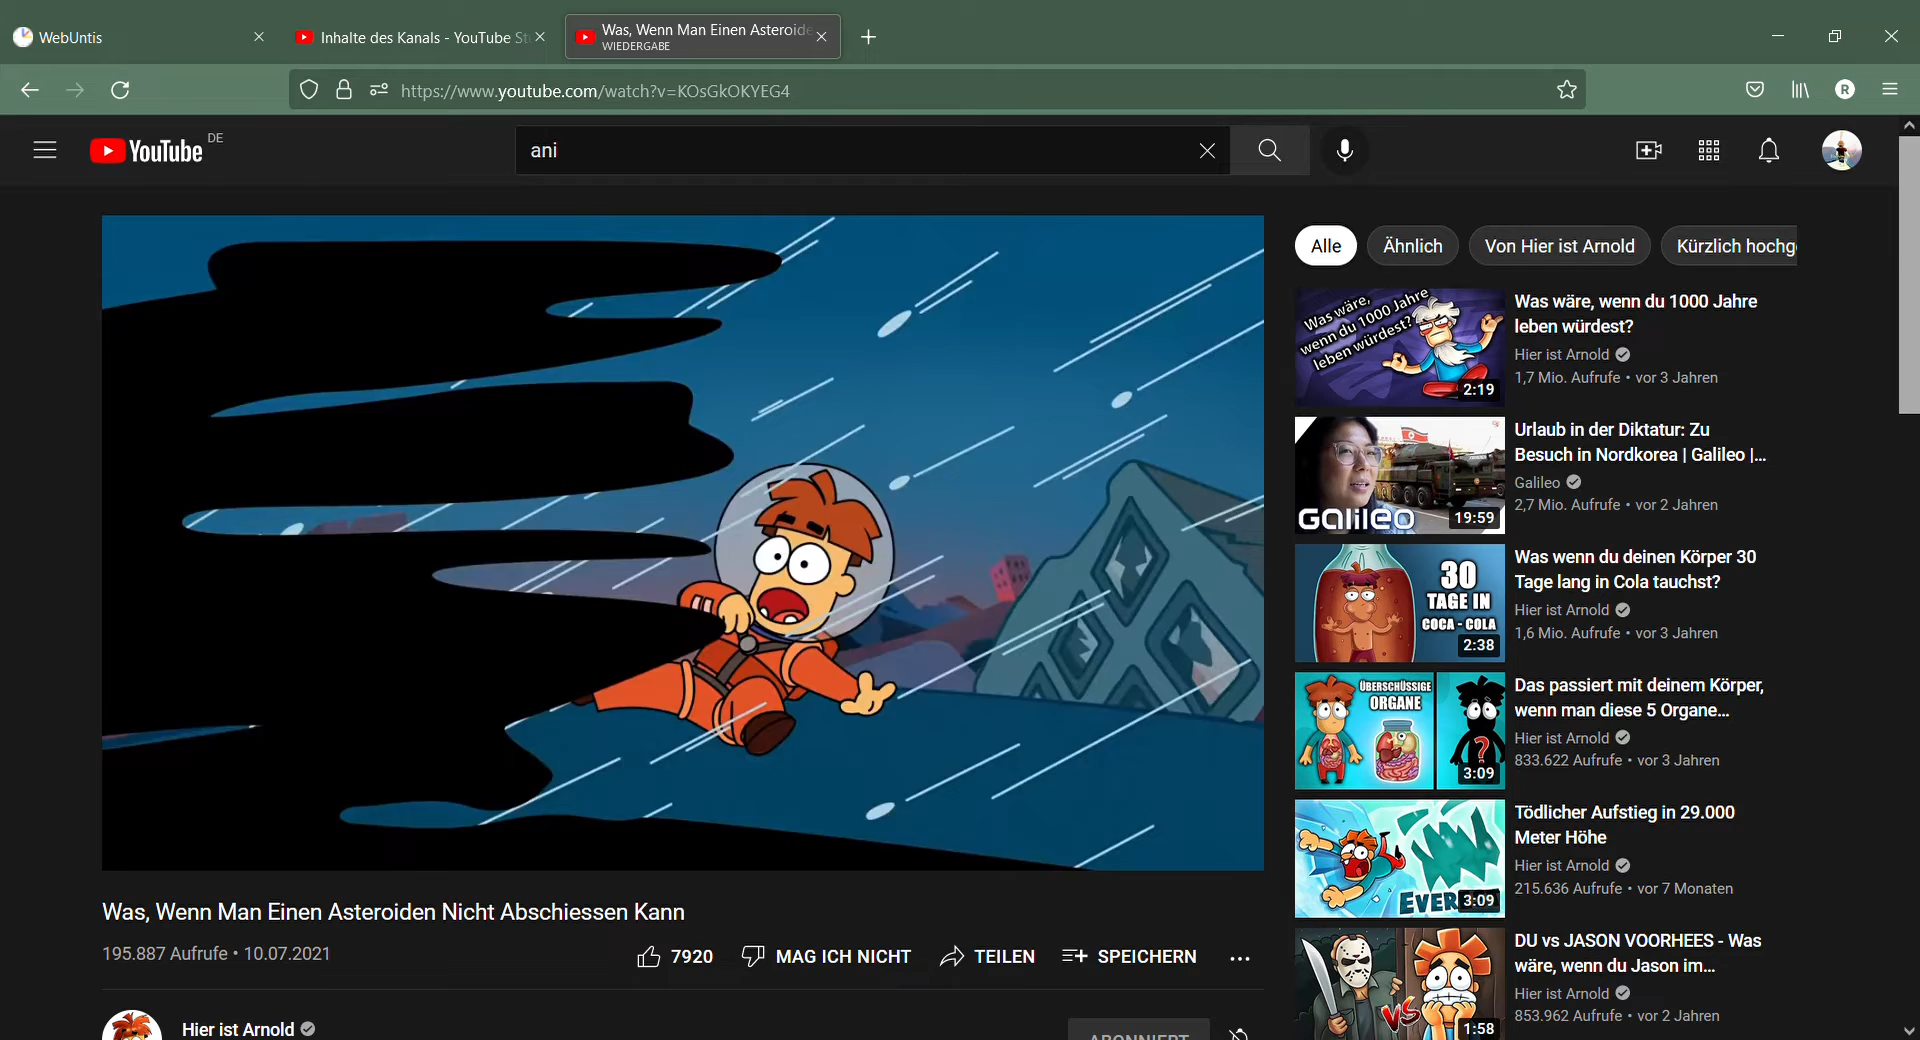 WebUntis
Inhalte des Kanals - YouTube St
Was, Wenn Man Einen Asteroide
WIEDERGABE
https://www.youtube.com/watch?v=KOsGkOKYEG4
R
YouTube DE
ani
Alle
Ähnlich
Von Hier ist Arnold
Kürzlich hochg
Was wäre,
wenn du 1000 Jahre
leben würdest?
2:19
Was wäre, wenn du 1000 Jahre
leben würdest?
Hier ist Arnold
1,7 Mio. Aufrufe • vor 3 Jahren
Galileo
19:59
Urlaub in der Diktatur: Zu
Besuch in Nordkorea | Galileo |...
Galileo
2,7 Mio. Aufrufe • vor 2 Jahren
30
TAGE IN
COCA - COLA
2:38
Was wenn du deinen Körper 30
Tage lang in Cola tauchst?
Hier ist Arnold
1,6 Mio. Aufrufe • vor 3 Jahren
ÜBERSCHÜSSIGE
ORGANE
?
3:09
Das passiert mit deinem Körper,
wenn man diese 5 Organe...
Hier ist Arnold
833.622 Aufrufe • vor 3 Jahren
EVER
3:09
Tödlicher Aufstieg in 29.000
Meter Höhe
Hier ist Arnold
215.636 Aufrufe • vor 7 Monaten
VS
1:58
DU vs JASON VOORHEES - Was
wäre, wenn du Jason im...
Hier ist Arnold
853.962 Aufrufe • vor 2 Jahren
Was, Wenn Man Einen Asteroiden Nicht Abschiessen Kann
195.887 Aufrufe • 10.07.2021
7920
MAG ICH NICHT
TEILEN
SPEICHERN
Hier ist Arnold
ABONNIERT